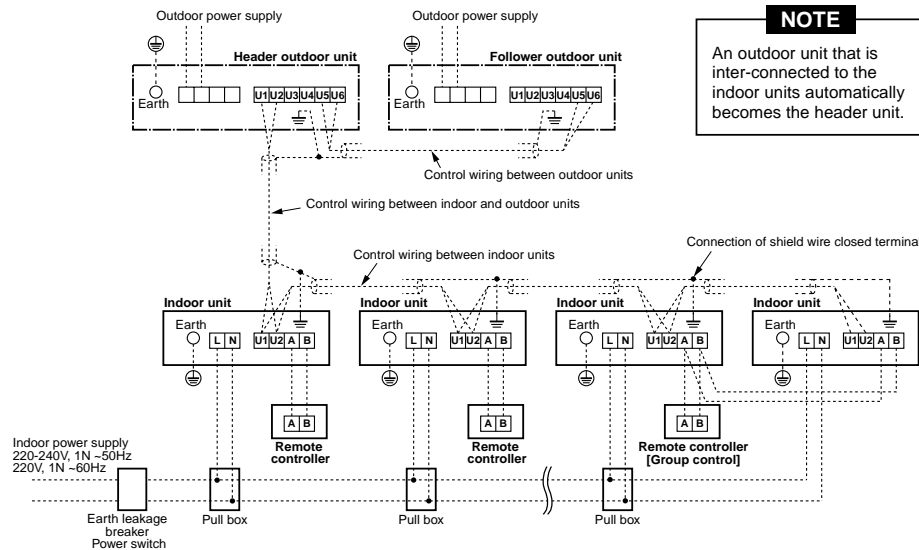 Outdoor power supply
Outdoor power supply
NOTE
An outdoor unit that is
inter-connected to the
indoor units automatically
becomes the header unit.
Header outdoor unit
Follower outdoor unit
Earth
U1 U2 U3 U4 U5 U6
Earth
U1 U2 U3 U4 U5 U6
Control wiring between outdoor units
Control wiring between indoor and outdoor units
Connection of shield wire closed terminal
Control wiring between indoor units
Indoor unit
Indoor unit
Indoor unit
Indoor unit
Earth
L N
U1 U2 A B
Earth
L N
U1 U2 A B
Earth
L N
U1 U2 A B
Earth
L N
U1 U2 A B
A B
Remote
controller
A B
Remote
controller
A B
Remote controller
[Group control]
Indoor power supply
220-240V, 1N ~50Hz
220V, 1N ~60Hz
Earth leakage
breaker
Power switch
Pull box
Pull box
Pull box